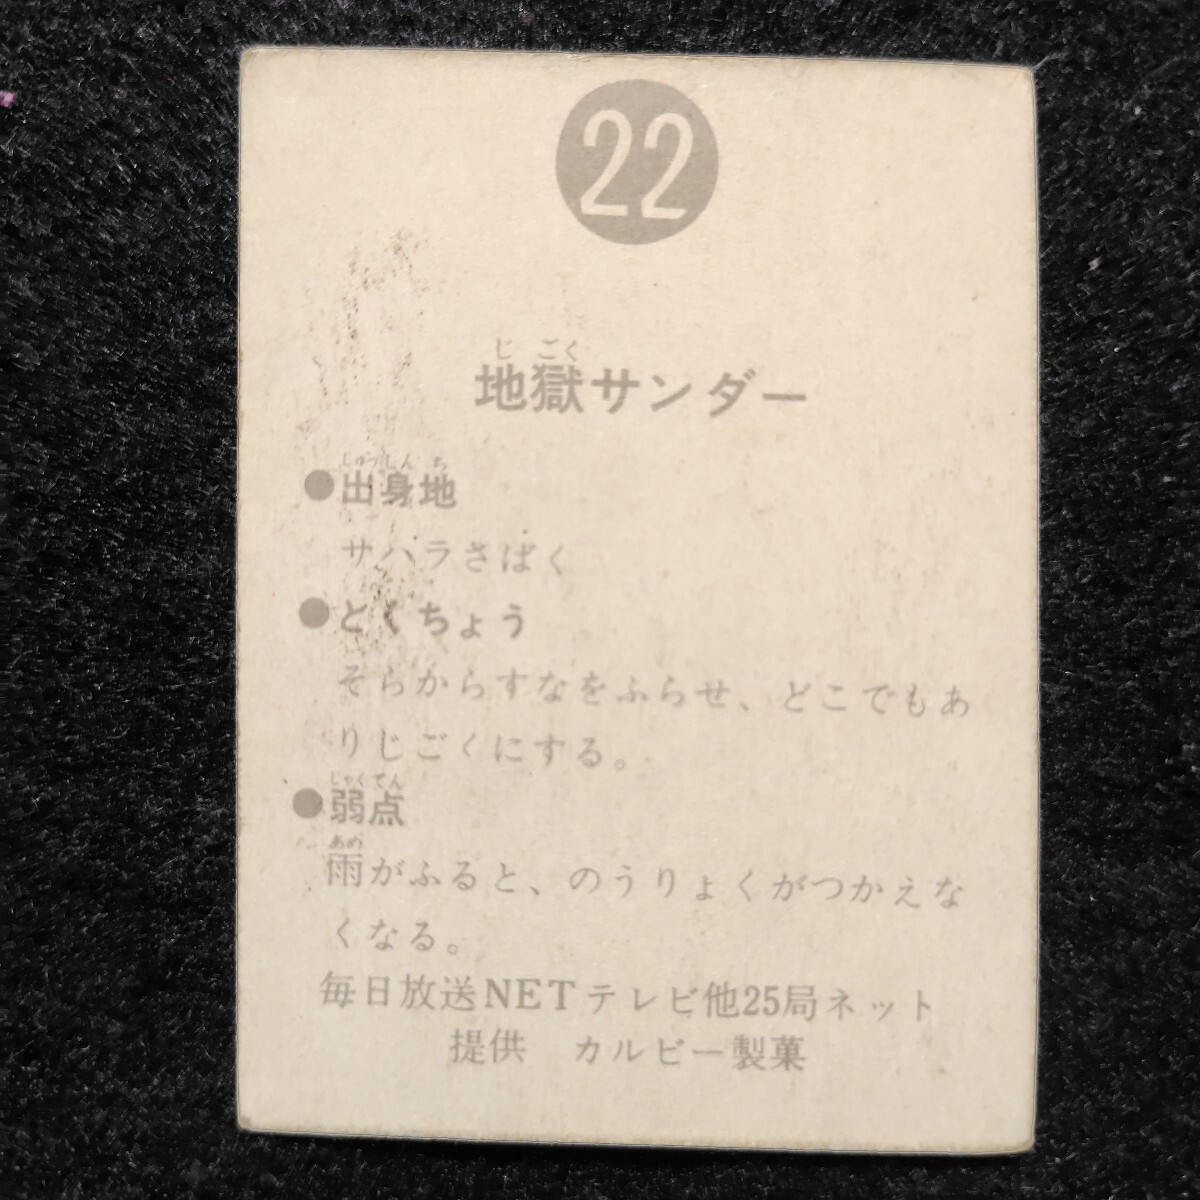 22
じごく
地獄サンダー
しゅつしんち
●出身地
サハラさばく
●とくちょう
そらからすなをふらせ、どこでもあ
りじごくにする。
じゃくてん
●弱点
あめ
雨がふると、のうりょくがつかえな
くなる。
毎日放送NETテレビ他25局ネット
提供 カルビー製菓